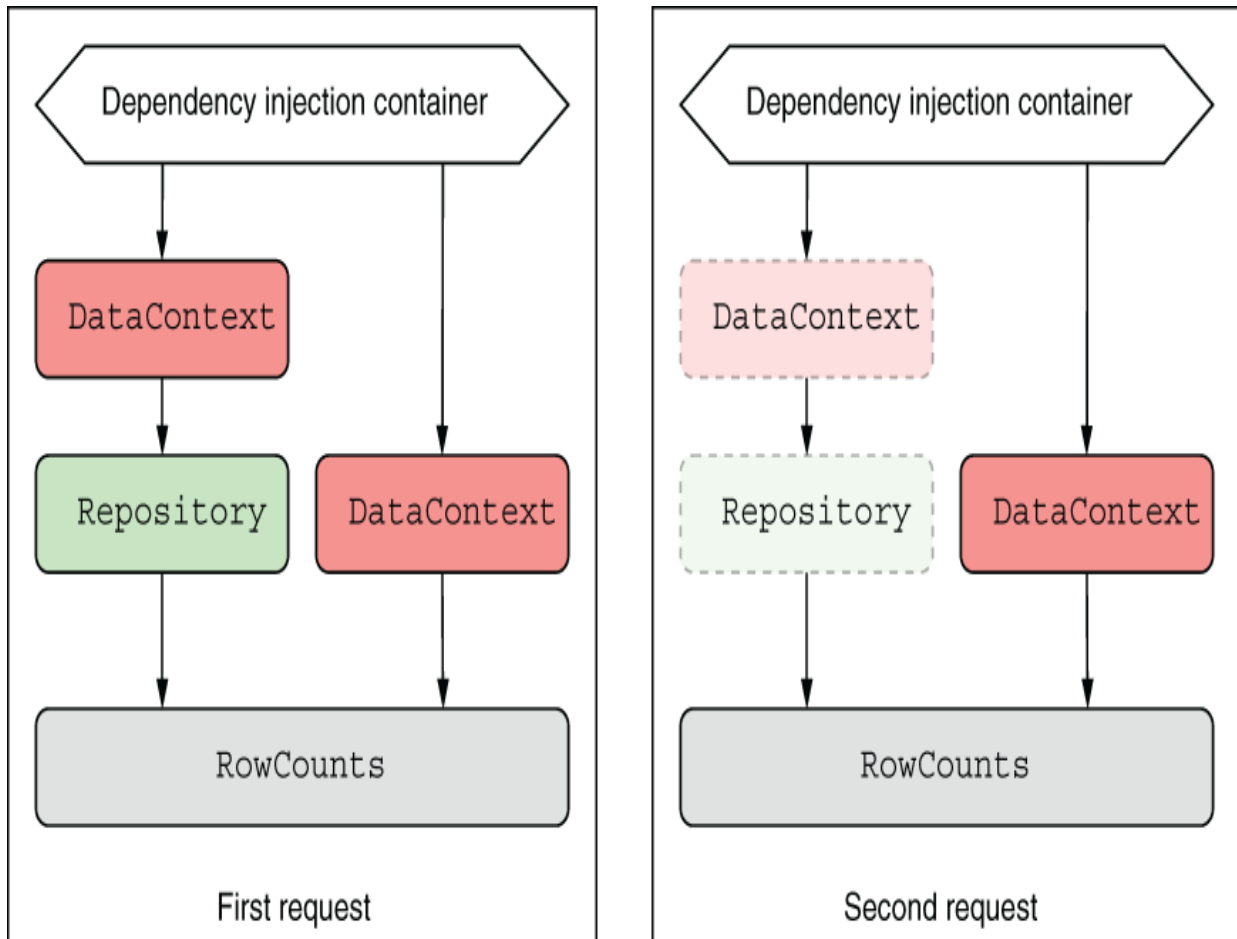 Dependency injection container
DataContext
Repository
DataContext
RowCounts
First request
Dependency injection container
DataContext
Repository
DataContext
RowCounts
Second request